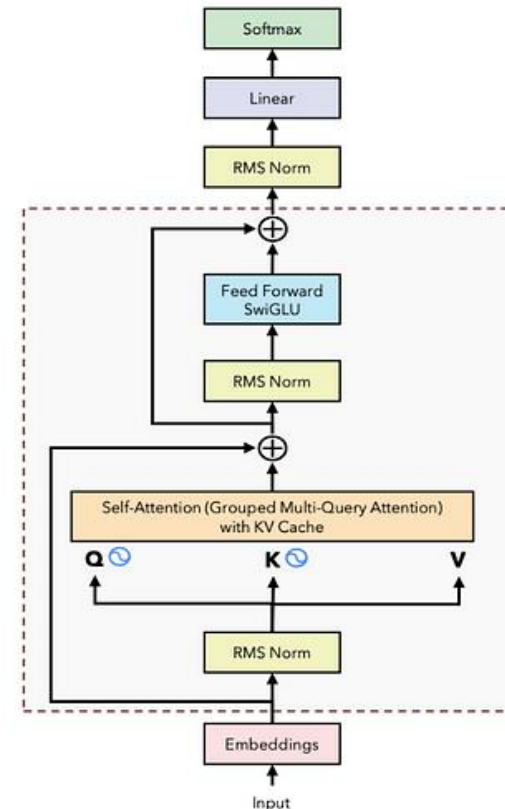 Softmax
Linear
RMS Norm
Feed Forward
SwiGLU
RMS Norm
Self-Attention (Grouped Multi-Query Attention)
with KV Cache
Q K V
RMS Norm
Embeddings
Input